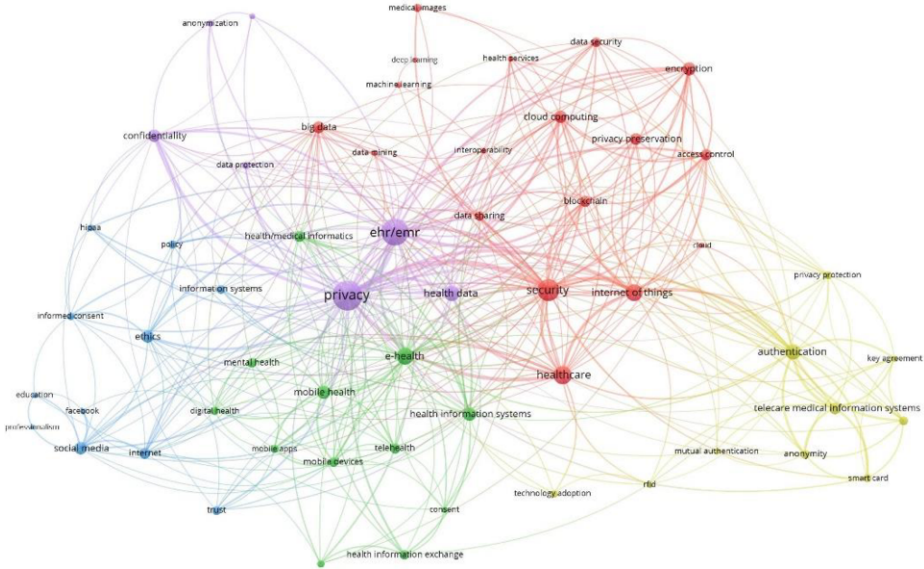 medical images
anonymization
data security
deep learning
health services
encryption
machine learning
cloud computing
big data
confidentiality
privacy preservation
data mining
interoperability
access control
data protection
blockchain
data sharing
hipaa
ehr/emr
health/medical informatics
policy
cloud
privacy protection
information systems
privacy
health data
security
internet of things
informed consent
ethics
authentication
e-health
key agreement
mental health
healthcare
mobile health
education
telecare medical information systems
facebook
digital health
health information systems
professionalism
social media
internet
mobile apps
telehealth
mutual authentication
anonymity
mobile devices
smart card
rfid
technology adoption
trust
consent
health information exchange